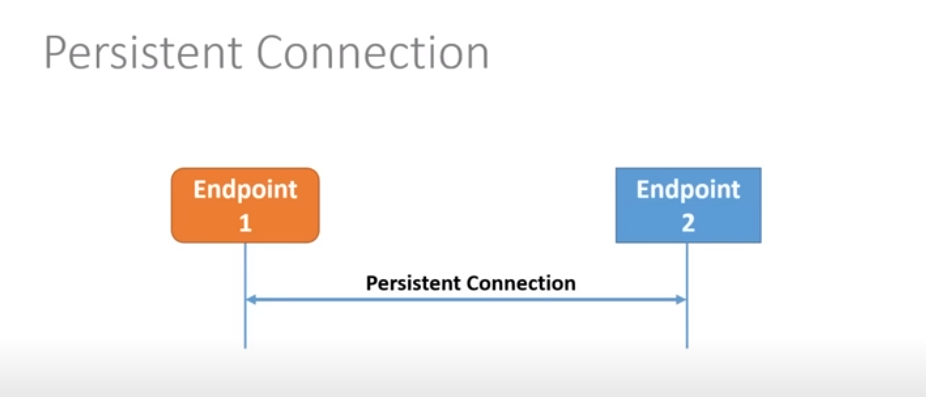 Persistent Connection
Endpoint
1
Endpoint
2
Persistent Connection